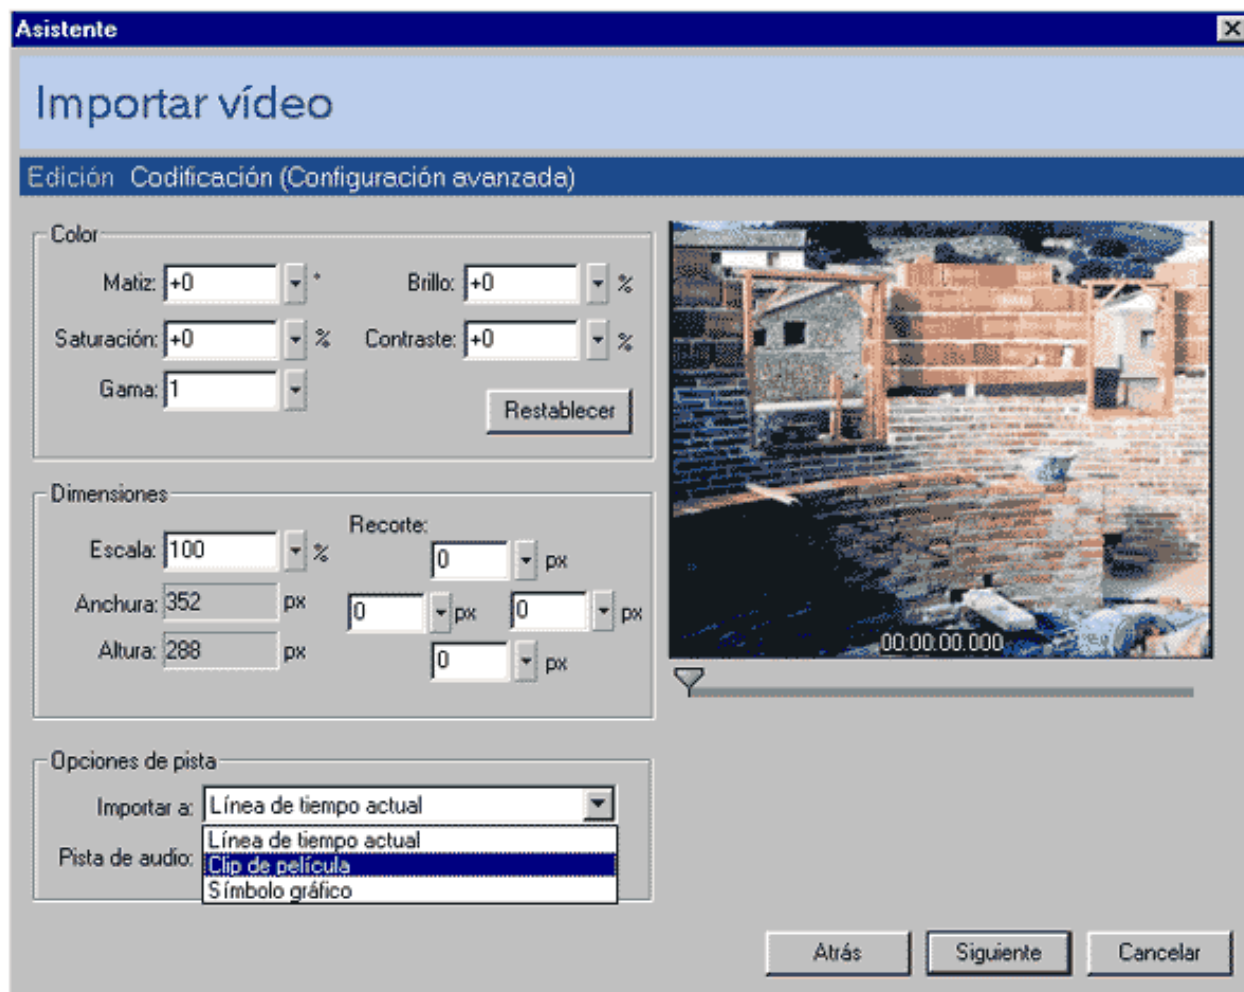 Asistente
Importar vídeo
Edición Codificación (Configuración avanzada)
Color
Matiz: +0 °
Brillo: +0 %
Saturación: +0 %
Contraste: +0 %
Gama: 1
Restablecer
Dimensiones
Escala: 100 %
Recorte:
0 px
Anchura: 352 px
0 px
0 px
Altura: 288 px
0 px
00:00:00.000
Opciones de pista
Importar a: Línea de tiempo actual
Línea de tiempo actual
Pista de audio:
Clip de película
Símbolo gráfico
Atrás
Siguiente
Cancelar